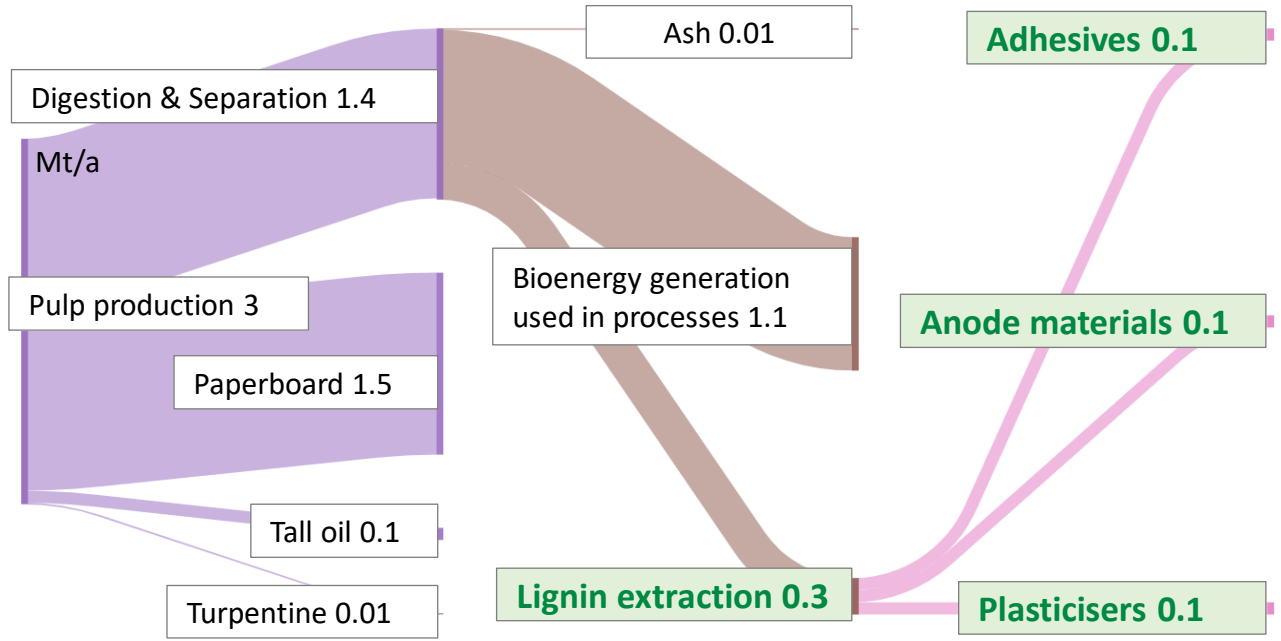 Ash 0.01
Adhesives 0.1
Digestion & Separation 1.4
Mt/a
Bioenergy generation
used in processes 1.1
Pulp production 3
Anode materials 0.1
Paperboard 1.5
Tall oil 0.1
Turpentine 0.01
Lignin extraction 0.3
Plasticisers 0.1